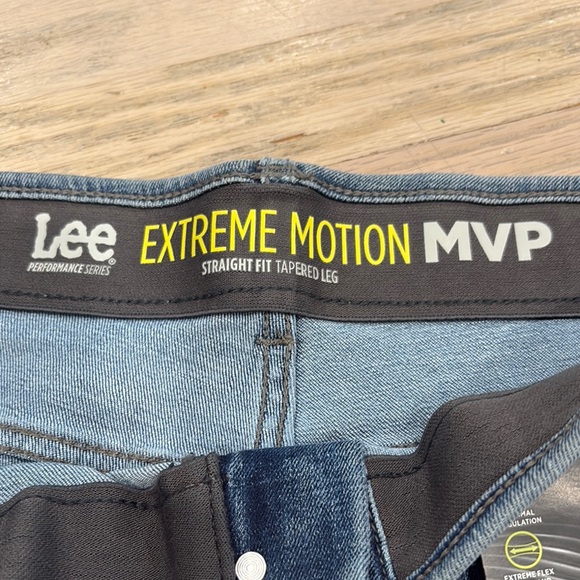 Lee® EXTREME MOTION MVP
PERFORMANCE SERIES STRAIGHT FIT TAPERED LEG
EXTREME FLEX